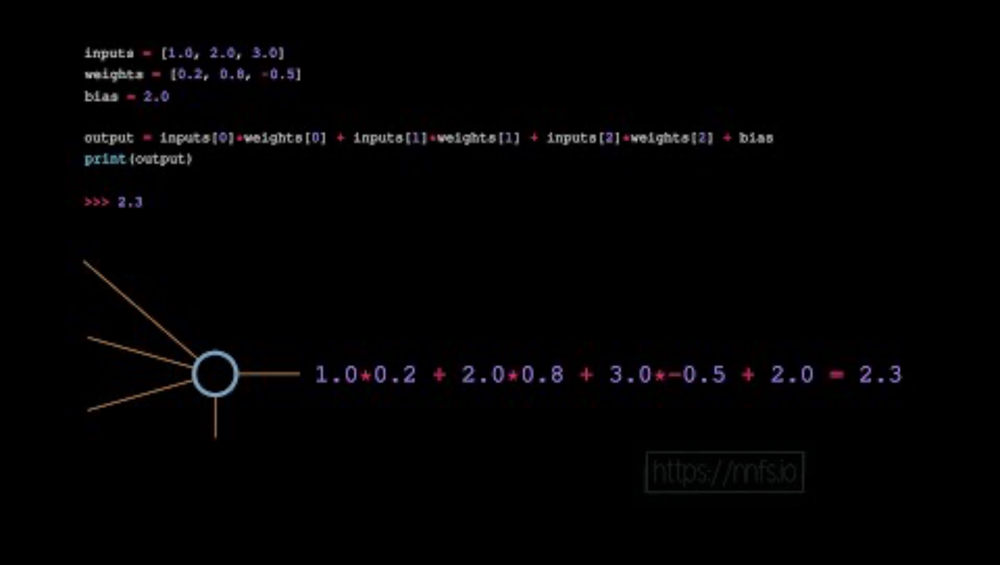 inputs = [1.0, 2.0, 3.0]
weights = [0.2, 0.8, -0.5]
bias = 2.0
output = inputs[0]*weights[0] + inputs[1]*weights[1] + inputs[2]*weights[2] + bias
print(output)
>>> 2.3
1.0*0.2 + 2.0*0.8 + 3.0*-0.5 + 2.0 = 2.3
https://nnfs.io